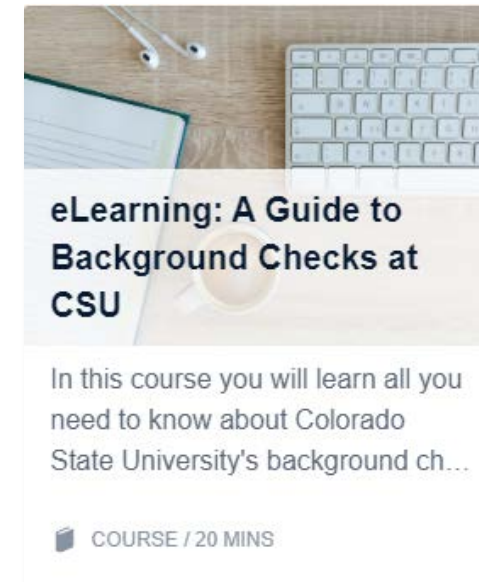 eLearning: A Guide to
Background Checks at
CSU
In this course you will learn all you
need to know about Colorado
State University's background ch...
COURSE / 20 MINS